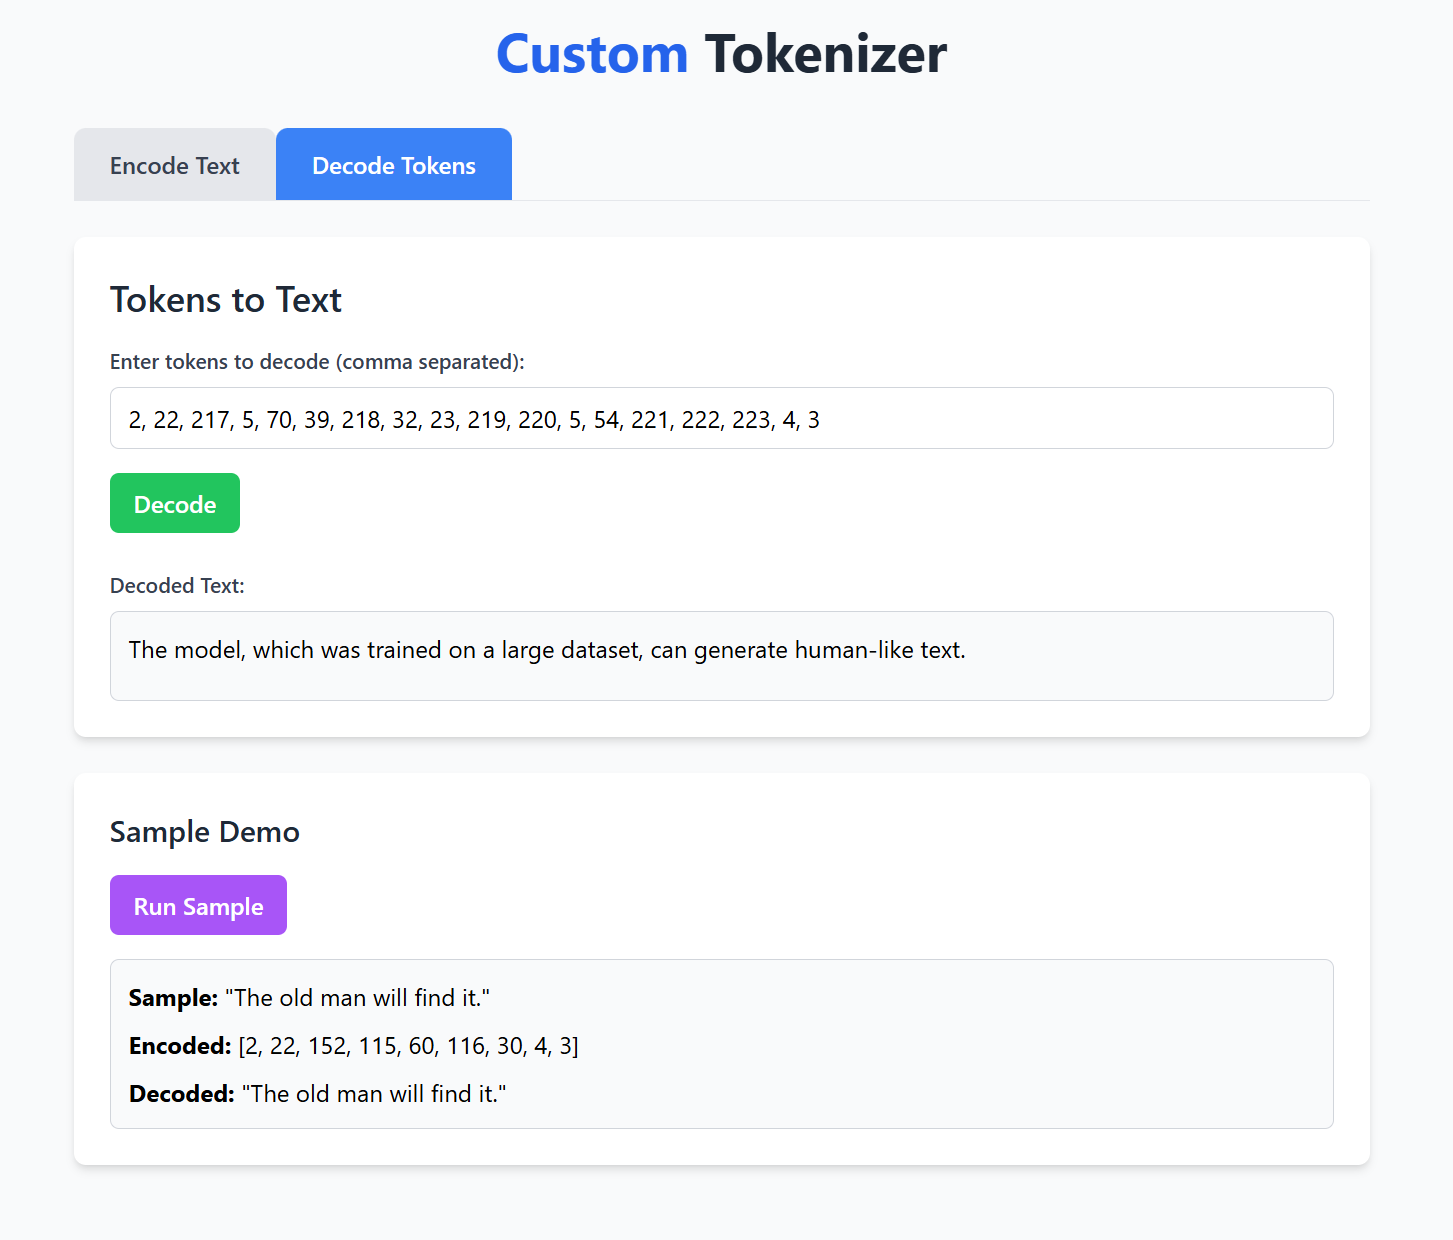 Custom Tokenizer
Encode Text
Decode Tokens
Tokens to Text
Enter tokens to decode (comma separated):
2, 22, 217, 5, 70, 39, 218, 32, 23, 219, 220, 5, 54, 221, 222, 223, 4, 3
Decode
Decoded Text:
The model, which was trained on a large dataset, can generate human-like text.
Sample Demo
Run Sample
Sample: "The old man will find it."
Encoded: [2, 22, 152, 115, 60, 116, 30, 4, 3]
Decoded: "The old man will find it."